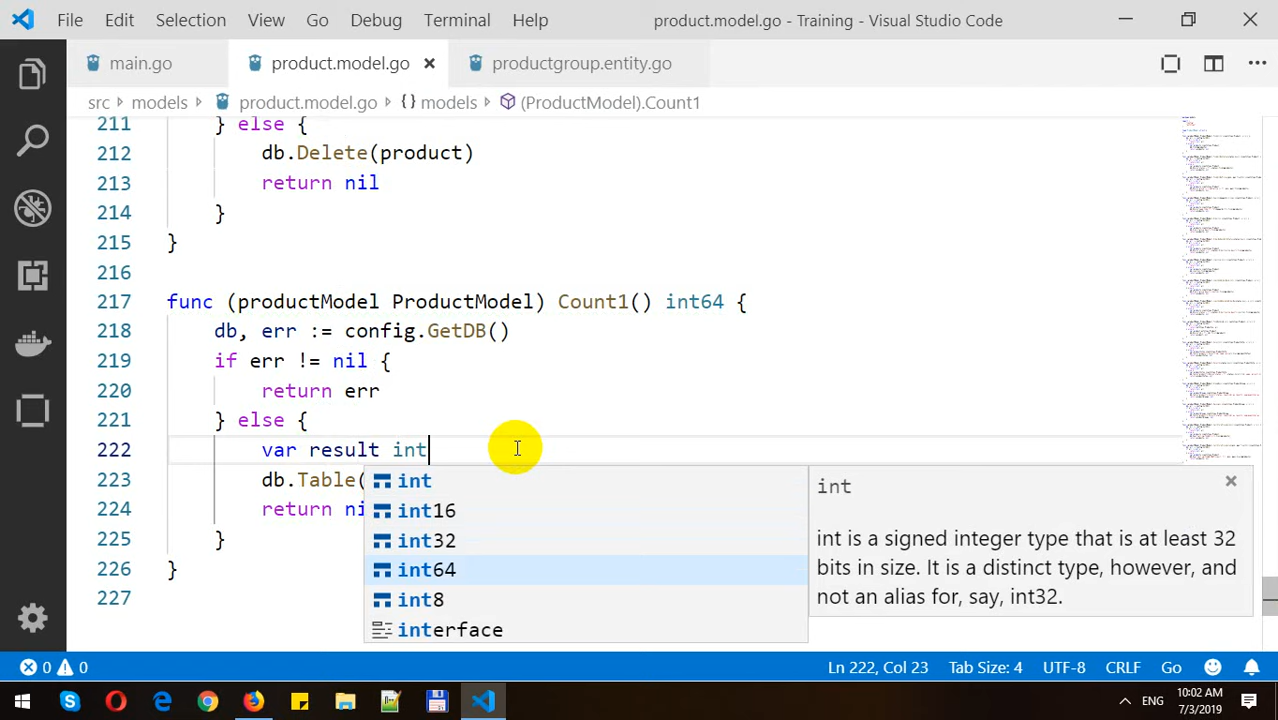 File Edit Selection View Go Debug Terminal Help product.model.go - Training - Visual Studio Code
main.go product.model.go productgroup.entity.go
src > models > product.model.go > {} models > (ProductModel).Count1
211 } else {
212 db.Delete(product)
213 return nil
214 }
215 }
216
217 func (productModel ProductModel) Count1() int64 {
218 db, err := config.GetDB()
219 if err != nil {
220 return err
221 } else {
222 var result int
223 db.Table(
224 return ni
225 }
226 }
227
int
int16
int32
int64
int8
interface
int
int is a signed integer type that is at least 32
bits in size. It is a distinct type, however, and
not an alias for, say, int32.
0 0 Ln 222, Col 23 Tab Size: 4 UTF-8 CRLF Go
ENG 10:02 AM
7/3/2019